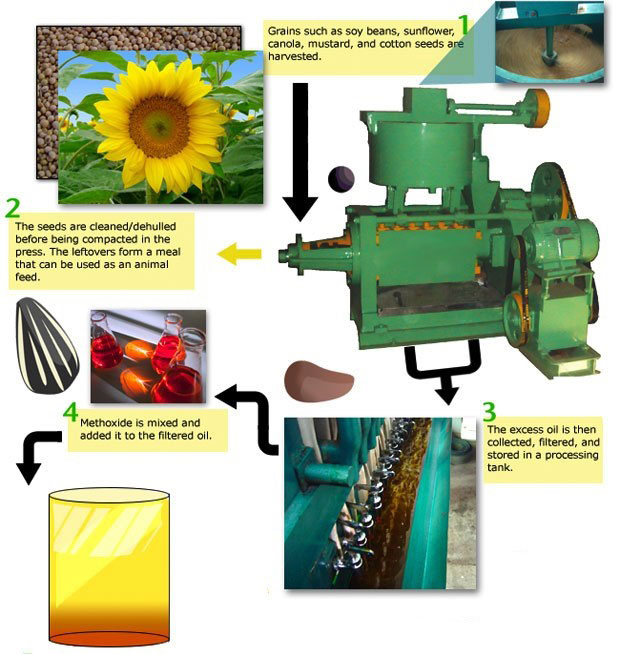 1
Grains such as soy beans, sunflower,
canola, mustard, and cotton seeds are
harvested.
2
The seeds are cleaned/dehulled
before being compacted in the
press. The leftovers form a meal
that can be used as an animal
feed.
3
The excess oil is then
collected, filtered, and
stored in a processing
tank.
4
Methoxide is mixed and
added it to the filtered oil.